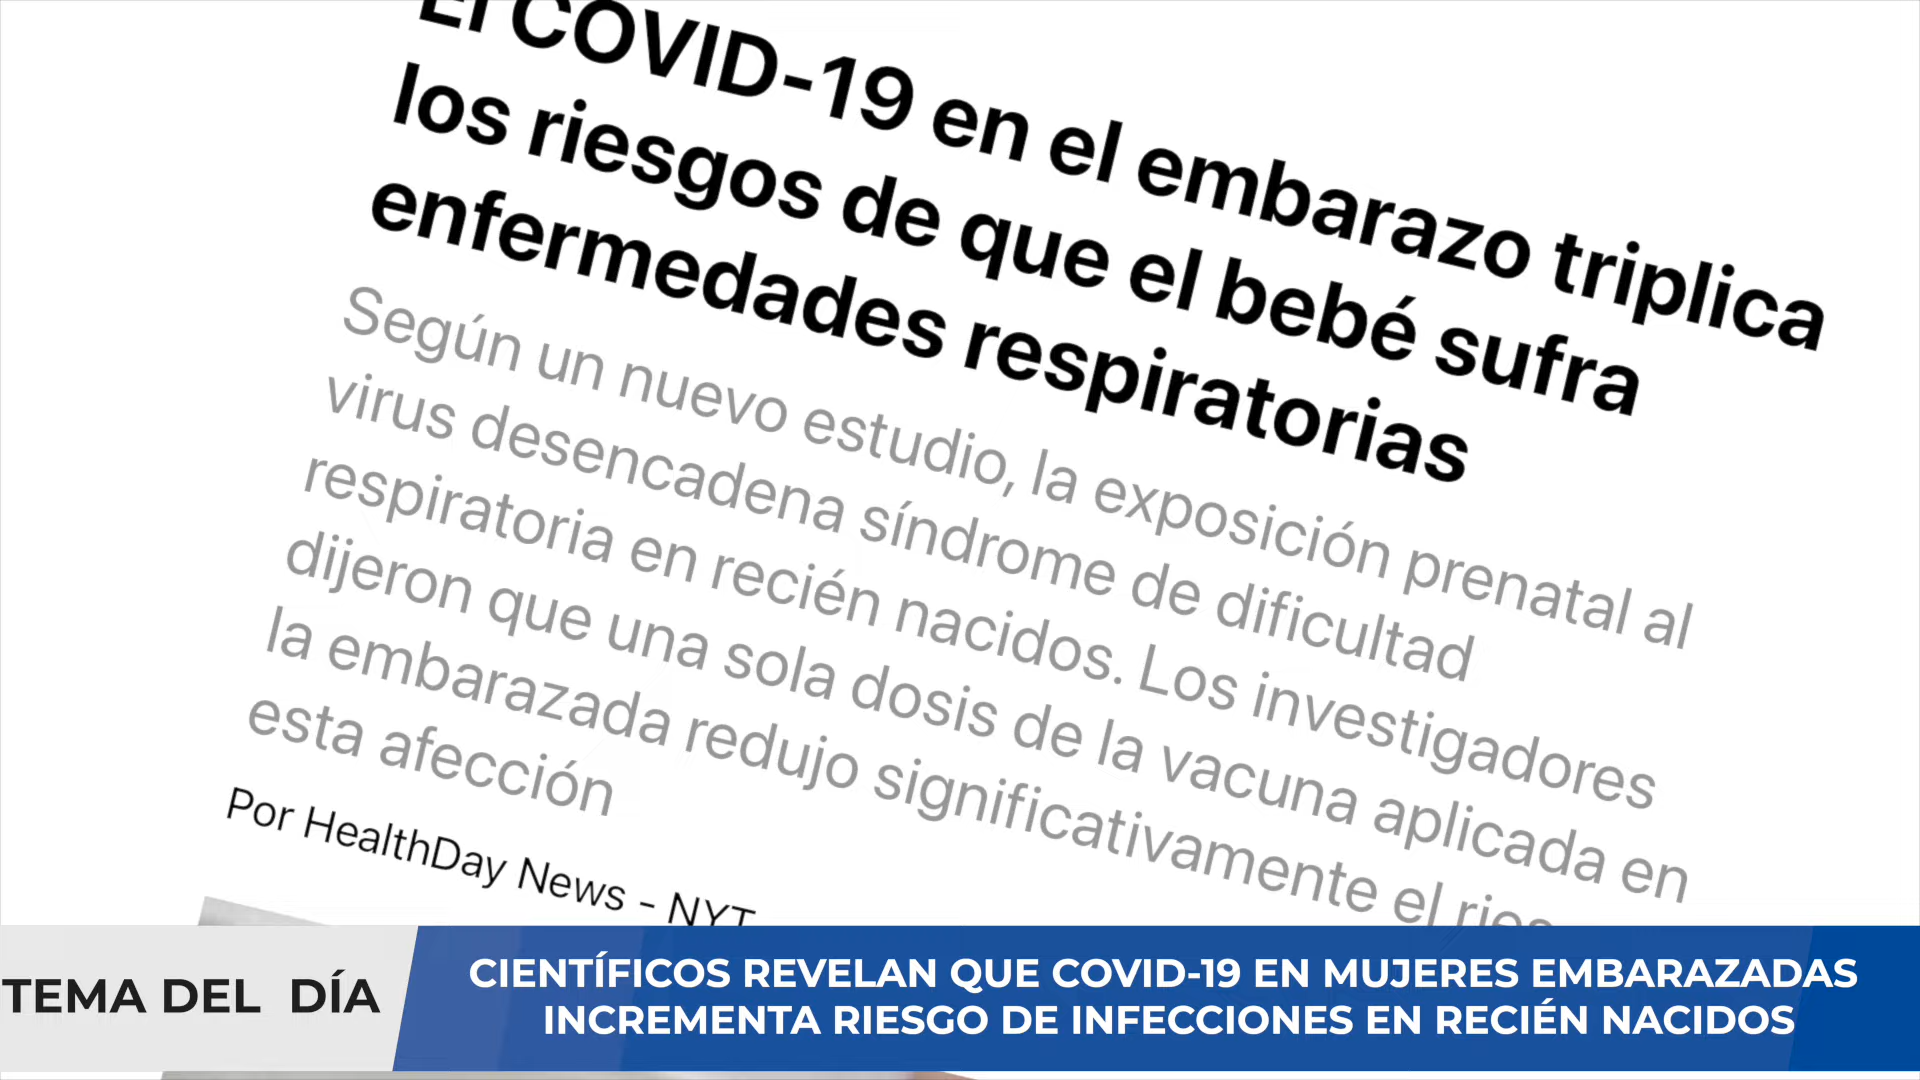 El COVID-19 en el embarazo triplica
los riesgos de que el bebé sufra
enfermedades respiratorias
Según un nuevo estudio, la exposición prenatal al
virus desencadena síndrome de dificultad
respiratoria en recién nacidos. Los investigadores
dijeron que una sola dosis de la vacuna aplicada en
la embarazada redujo significativamente el
esta afección
Por HealthDay News - NYT
TEMA DEL DÍA
CIENTÍFICOS REVELAN QUE COVID-19 EN MUJERES EMBARAZADAS
INCREMENTA RIESGO DE INFECCIONES EN RECIÉN NACIDOS